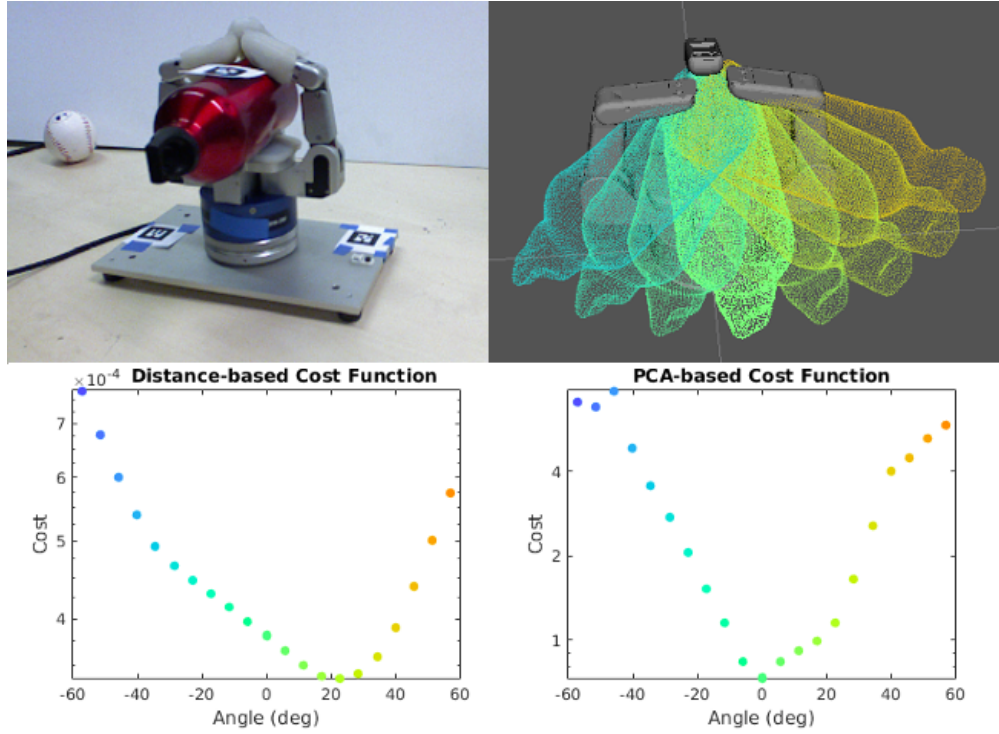 Distance-based Cost Function
×10⁻⁴
7
6
5
4
Cost
-60 -40 -20 0 20 40 60
Angle (deg)
PCA-based Cost Function
4
2
1
Cost
-60 -40 -20 0 20 40 60
Angle (deg)